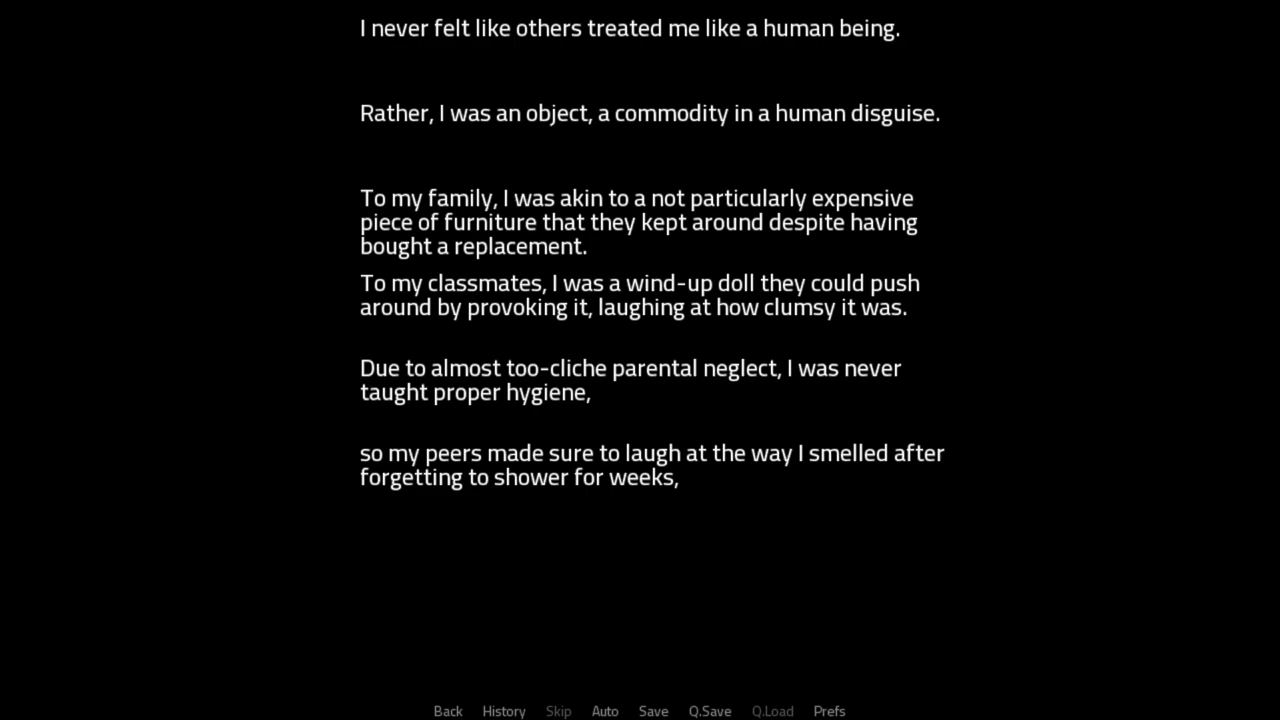 I never felt like others treated me like a human being.
Rather, I was an object, a commodity in a human disguise.
To my family, I was akin to a not particularly expensive
piece of furniture that they kept around despite having
bought a replacement.
To my classmates, I was a wind-up doll they could push
around by provoking it, laughing at how clumsy it was.
Due to almost too-cliche parental neglect, I was never
taught proper hygiene,
so my peers made sure to laugh at the way I smelled after
forgetting to shower for weeks,
Back History Skip Auto Save Q.Save Q.Load Prefs